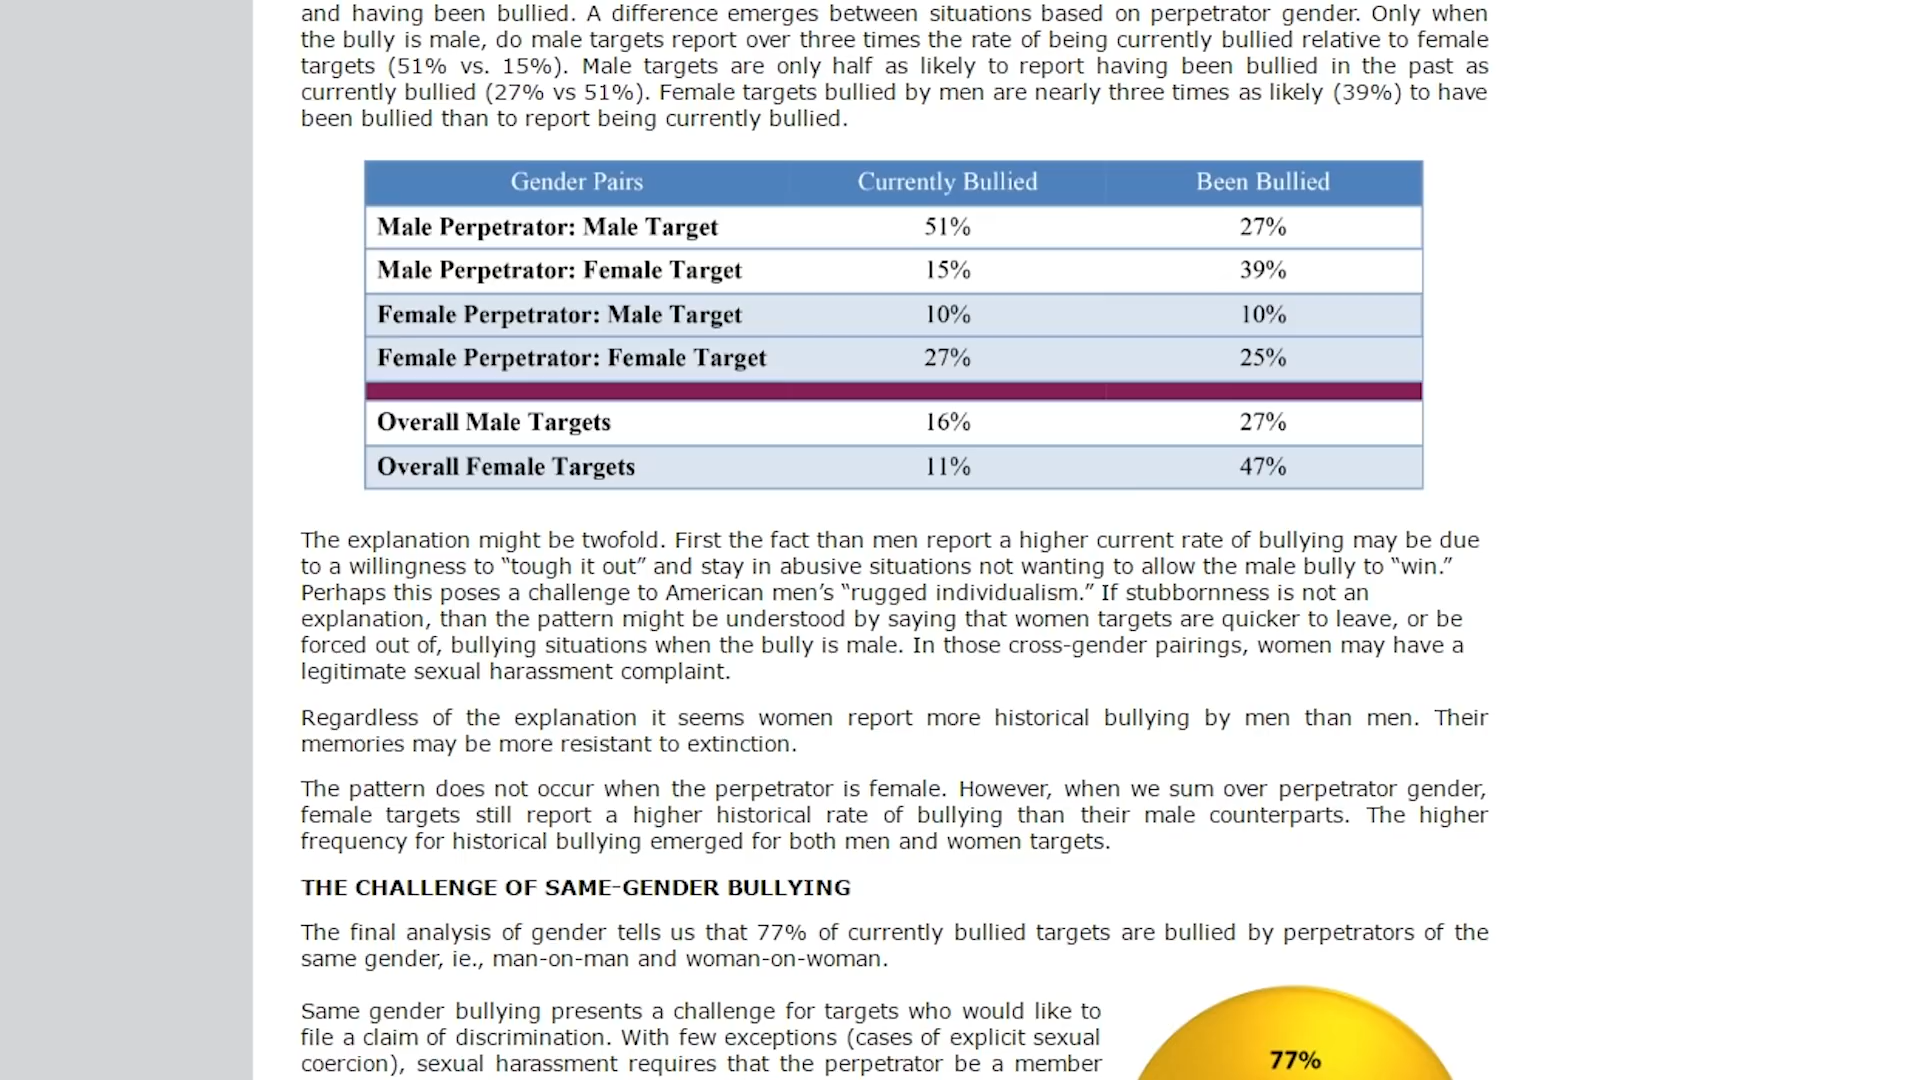 and having been bullied. A difference emerges between situations based on perpetrator gender. Only when
the bully is male, do male targets report over three times the rate of being currently bullied relative to female
targets (51% vs. 15%). Male targets are only half as likely to report having been bullied in the past as
currently bullied (27% vs 51%). Female targets bullied by men are nearly three times as likely (39%) to have
been bullied than to report being currently bullied.
Gender Pairs Currently Bullied Been Bullied
Male Perpetrator: Male Target 51% 27%
Male Perpetrator: Female Target 15% 39%
Female Perpetrator: Male Target 10% 10%
Female Perpetrator: Female Target 27% 25%
Overall Male Targets 16% 27%
Overall Female Targets 11% 47%
The explanation might be twofold. First the fact than men report a higher current rate of bullying may be due
to a willingness to “tough it out” and stay in abusive situations not wanting to allow the male bully to “win.”
Perhaps this poses a challenge to American men’s “rugged individualism.” If stubbornness is not an
explanation, than the pattern might be understood by saying that women targets are quicker to leave, or be
forced out of, bullying situations when the bully is male. In those cross-gender pairings, women may have a
legitimate sexual harassment complaint.
Regardless of the explanation it seems women report more historical bullying by men than men. Their
memories may be more resistant to extinction.
The pattern does not occur when the perpetrator is female. However, when we sum over perpetrator gender,
female targets still report a higher historical rate of bullying than their male counterparts. The higher
frequency for historical bullying emerged for both men and women targets.
THE CHALLENGE OF SAME-GENDER BULLYING
The final analysis of gender tells us that 77% of currently bullied targets are bullied by perpetrators of the
same gender, ie., man-on-man and woman-on-woman.
Same gender bullying presents a challenge for targets who would like to
file a claim of discrimination. With few exceptions (cases of explicit sexual
coercion), sexual harassment requires that the perpetrator be a member
77%